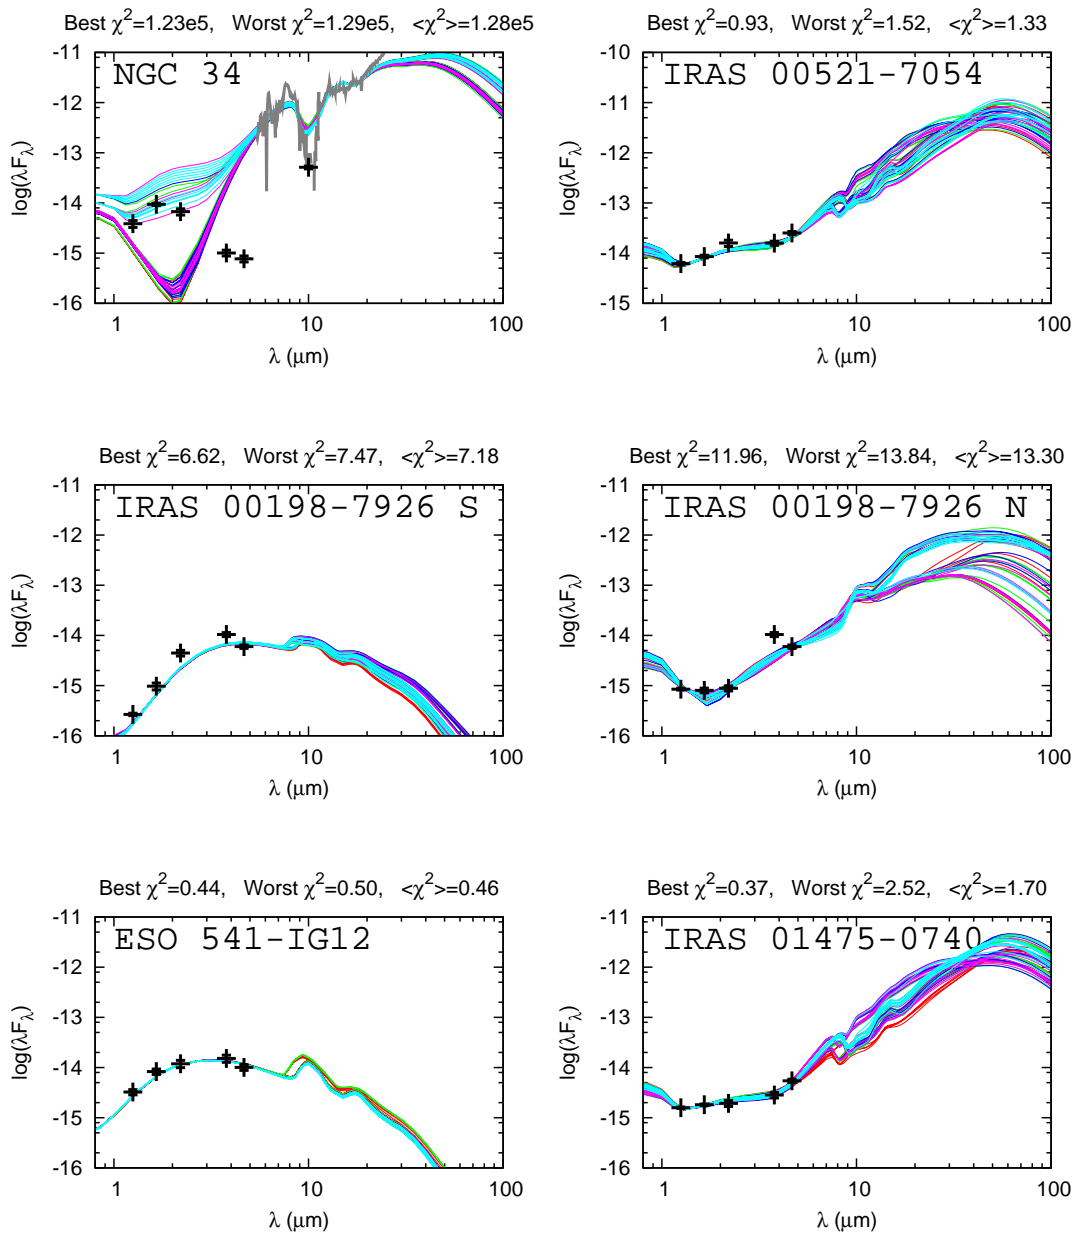 Best χ²=1.23e5, Worst χ²=1.29e5, <χ²>=1.28e5
NGC 34
-11
-12
-13
-14
-15
-16
log(λFλ)
1 10 100
λ (μm)
Best χ²=0.93, Worst χ²=1.52, <χ²>=1.33
IRAS 00521-7054
-10
-11
-12
-13
-14
-15
log(λFλ)
1 10 100
λ (μm)
Best χ²=6.62, Worst χ²=7.47, <χ²>=7.18
IRAS 00198-7926 S
-11
-12
-13
-14
-15
-16
log(λFλ)
1 10 100
λ (μm)
Best χ²=11.96, Worst χ²=13.84, <χ²>=13.30
IRAS 00198-7926 N
-11
-12
-13
-14
-15
-16
log(λFλ)
1 10 100
λ (μm)
Best χ²=0.44, Worst χ²=0.50, <χ²>=0.46
ESO 541-IG12
-11
-12
-13
-14
-15
-16
log(λFλ)
1 10 100
λ (μm)
Best χ²=0.37, Worst χ²=2.52, <χ²>=1.70
IRAS 01475-0740
-11
-12
-13
-14
-15
-16
log(λFλ)
1 10 100
λ (μm)